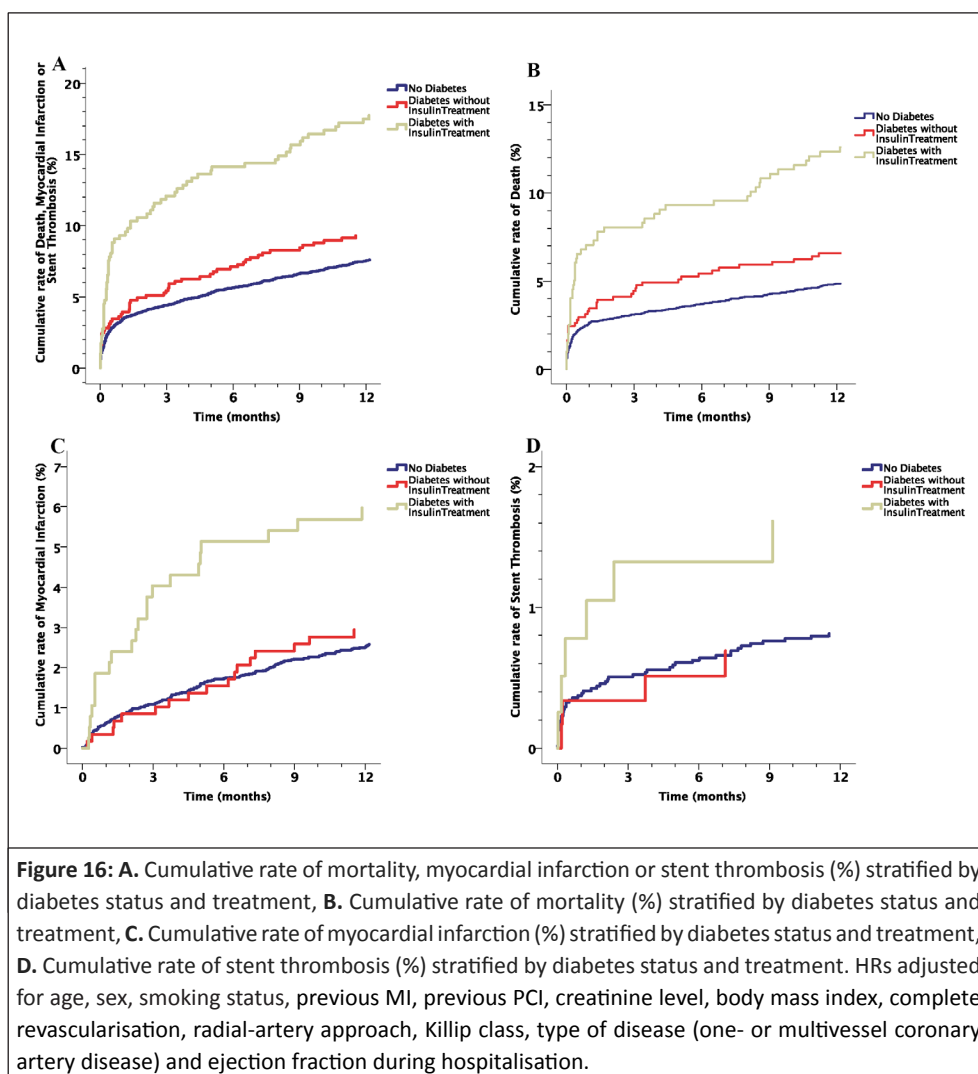 A
Cumulative rate of Death, Myocardial Infarction or
Stent Thrombosis (%)
20
15
10
5
0
0 3 6 9 12
Time (months)
No Diabetes
Diabetes without
InsulinTreatment
Diabetes with
InsulinTreatment
B
Cumulative rate of Death (%)
15
10
5
0
0 3 6 9 12
Time (months)
No Diabetes
Diabetes without
InsulinTreatment
Diabetes with
InsulinTreatment
C
Cumulative rate of Myocardial Infarction (%)
7
6
5
4
3
2
1
0
0 3 6 9 12
Time (months)
No Diabetes
Diabetes without
InsulinTreatment
Diabetes with
InsulinTreatment
D
Cumulative rate of Stent Thrombosis (%)
2
1
0
0 3 6 9 12
Time (months)
No Diabetes
Diabetes without
InsulinTreatment
Diabetes with
InsulinTreatment
Figure 16: A. Cumulative rate of mortality, myocardial infarction or stent thrombosis (%) stratified by
diabetes status and treatment, B. Cumulative rate of mortality (%) stratified by diabetes status and
treatment, C. Cumulative rate of myocardial infarction (%) stratified by diabetes status and treatment,
D. Cumulative rate of stent thrombosis (%) stratified by diabetes status and treatment. HRs adjusted
for age, sex, smoking status, previous MI, previous PCI, creatinine level, body mass index, complete
revascularisation, radial-artery approach, Killip class, type of disease (one- or multivessel coronary
artery disease) and ejection fraction during hospitalisation.